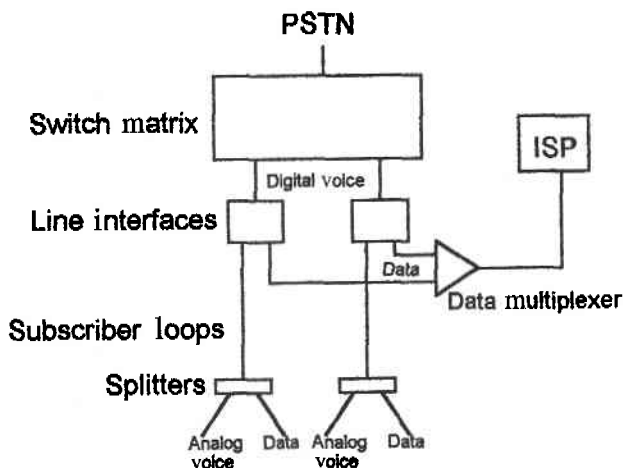 PSTN
Switch matrix
ISP
Digital voice
Line interfaces
Data
Data multiplexer
Subscriber loops
Splitters
Analog voice
Data
Analog voice
Data